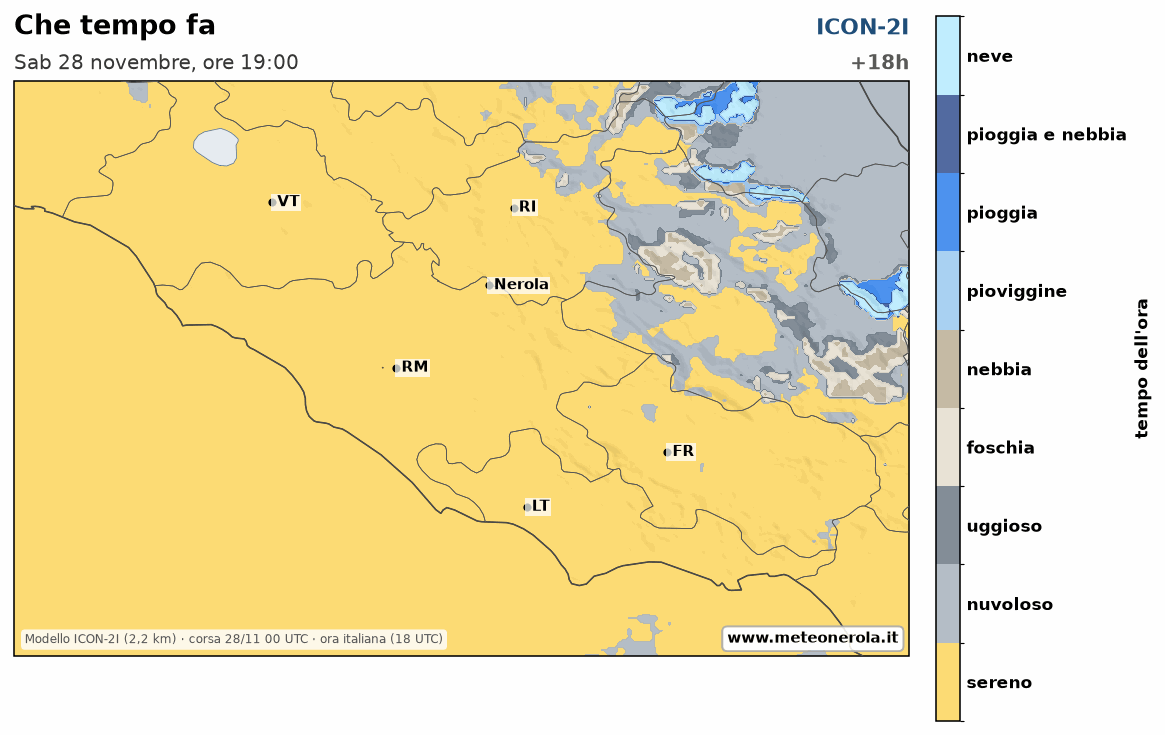 Che tempo fa
ICON-2I
Sab 28 novembre, ore 19:00
+18h
neve
pioggia e nebbia
pioggia
pioviggine
nebbia
foschia
uggioso
nuvoloso
sereno
tempo dell'ora
VT
RI
Nerola
RM
FR
LT
Modello ICON-2I (2,2 km) · corsa 28/11 00 UTC · ora italiana (18 UTC)
www.meteonerola.it